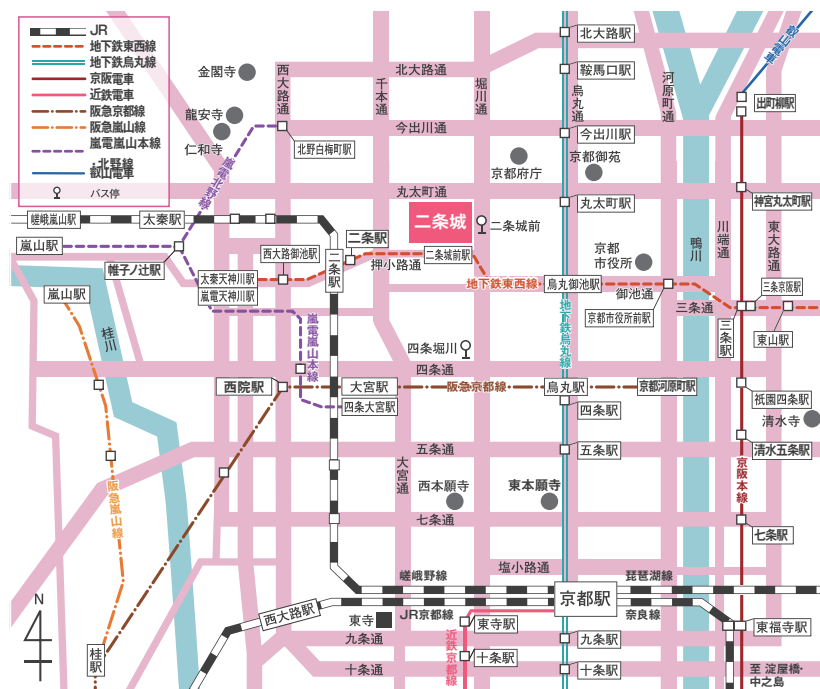 JR
地下鉄東西線
地下鉄烏丸線
京阪電車
近鉄電車
阪急京都線
阪急嵐山線
嵐電嵐山本線
・北野線
叡山電車
バス停
金閣寺
龍安寺
仁和寺
西大路通
千本通
堀川通
烏丸通
河原町通
北大路通
北大路駅
鞍馬口駅
叡山電車
出町柳駅
今出川通
今出川駅
北野白梅町駅
嵐電北野線
京都府庁
京都御苑
丸太町通
丸太町駅
神宮丸太町駅
嵯峨嵐山駅
太秦駅
二条城
二条城前
嵐山駅
帷子ノ辻駅
西大路御池駅
二条駅
二条駅
押小路通
二条城前駅
京都
市役所
鴨川
川端通
東大路通
太秦天神川駅
嵐電天神川駅
地下鉄東西線
烏丸御池駅
御池通
三条京阪駅
三条通
京都市役所前駅
三条駅
東山駅
嵐山駅
桂川
嵐電嵐山本線
四条堀川
地下鉄烏丸線
四条通
西院駅
大宮駅
阪急京都線
烏丸駅
京都河原町駅
四条大宮駅
四条駅
祇園四条駅
清水寺
五条通
五条駅
清水五条駅
大宮通
京阪本線
阪急嵐山線
西本願寺
東本願寺
七条通
七条駅
塩小路通
嵯峨野線
琵琶湖線
京都駅
N
西大路駅
東寺
JR京都線
奈良線
東寺駅
東福寺駅
九条通
九条駅
近鉄京都線
桂駅
十条駅
十条通
十条駅
至 淀屋橋・
中之島